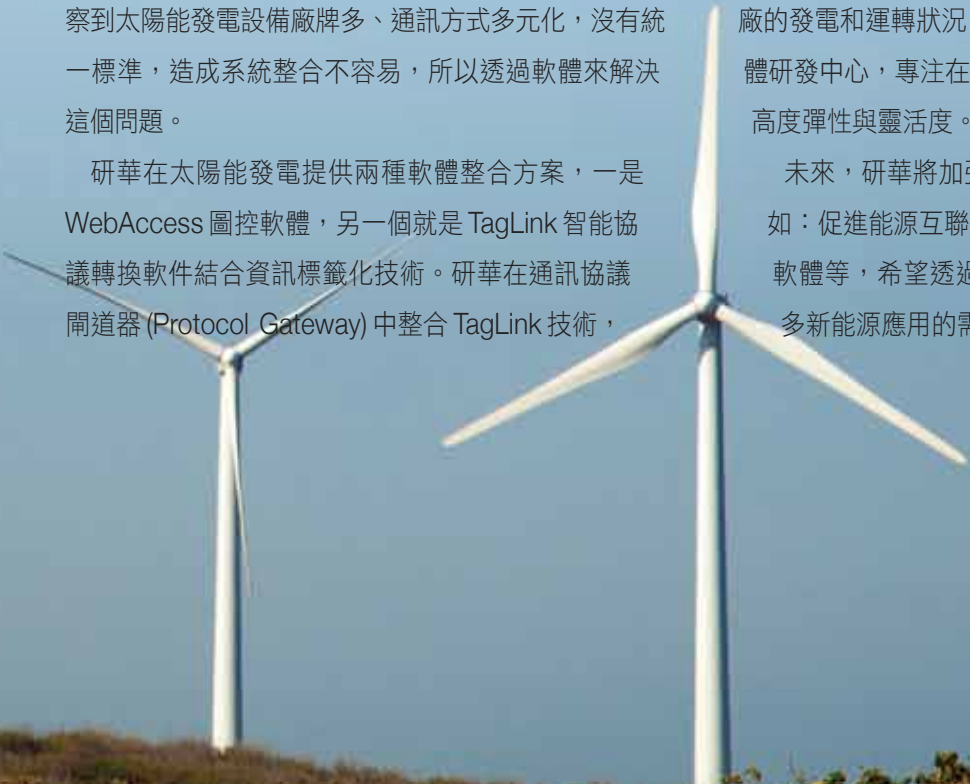 察到太陽能發電設備廠牌多、通訊方式多元化，沒有統
一標準，造成系統整合不容易，所以透過軟體來解決
這個問題。
研華在太陽能發電提供兩種軟體整合方案，一是
WebAccess 圖控軟體，另一個就是 TagLink 智能協
議轉換軟件結合資訊標籤化技術。研華在通訊協議
閘道器 (Protocol Gateway) 中整合 TagLink 技術，
廠的發電和運轉狀況
體研發中心，專注在
高度彈性與靈活度。
未來，研華將加
如：促進能源互聯
軟體等，希望透過
多新能源應用的需